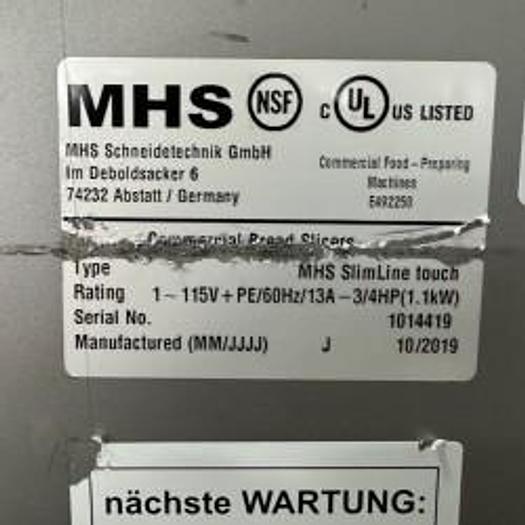 MHS NSF C UL US LISTED
MHS Schneidetechnik GmbH
Im Deboldsacker 6
74232 Abstatt / Germany
Commercial Food - Preparing
Machines
E492250
Commercial Bread Slicers
Type MHS SlimLine touch
Rating 1~115V+PE/60Hz/13A-3/4HP(1.1kW)
Serial No. 1014419
Manufactured (MM/JJJJ) J 10/2019
nächste WARTUNG: